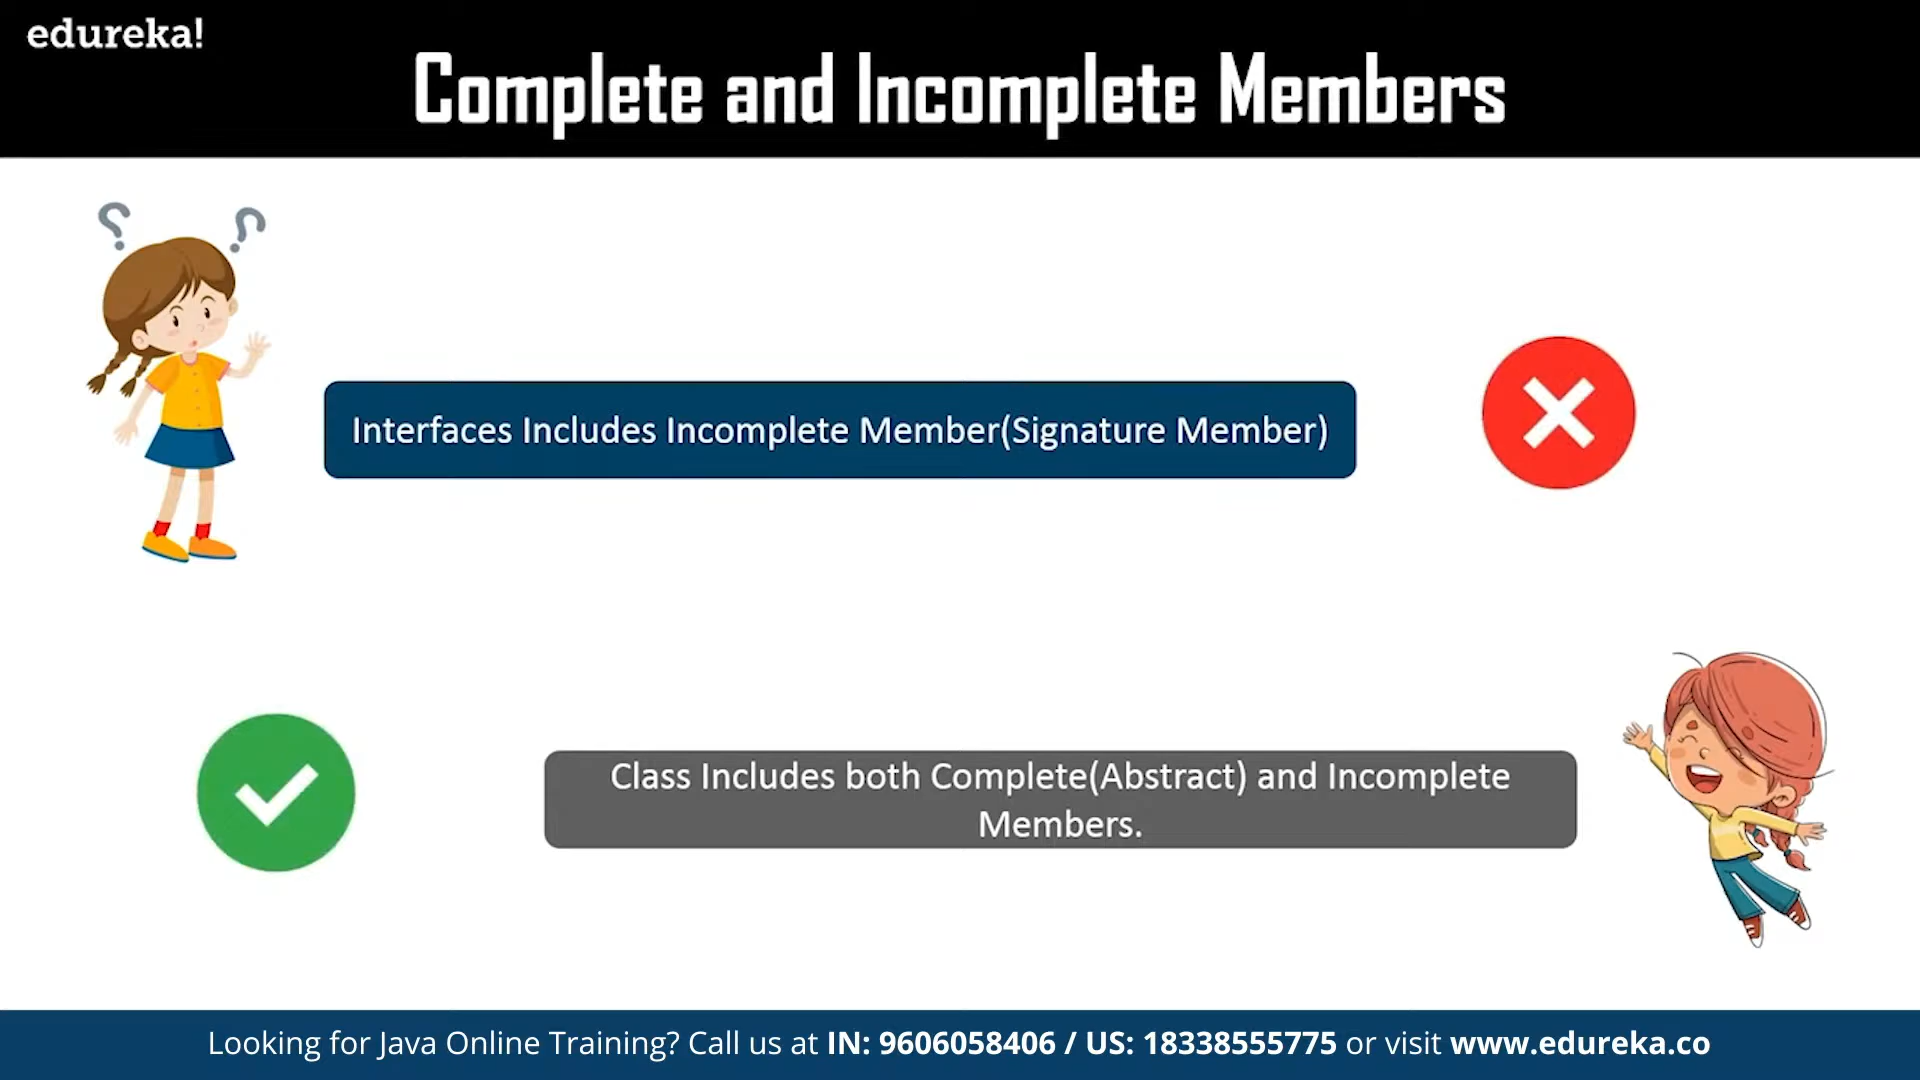 edureka!
Complete and Incomplete Members
Interfaces Includes Incomplete Member(Signature Member)
Class Includes both Complete(Abstract) and Incomplete
Members.
Looking for Java Online Training? Call us at IN: 9606058406 / US: 18338555775 or visit www.edureka.co